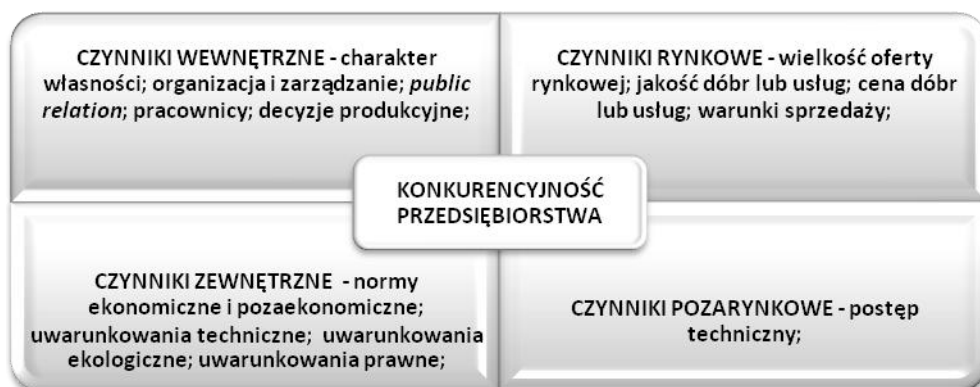 CZYNNIKI WEWNĘTRZNE - charakter
własności; organizacja i zarządzanie; public
relation; pracownicy; decyzje produkcyjne;
CZYNNIKI RYNKOWE - wielkość oferty
rynkowej; jakość dóbr lub usług; cena dóbr
lub usług; warunki sprzedaży;
KONKURENCYJNOŚĆ
PRZEDSIĘBIORSTWA
CZYNNIKI ZEWNĘTRZNE - normy
ekonomiczne i pozaekonomiczne;
uwarunkowania techniczne; uwarunkowania
ekologiczne; uwarunkowania prawne;
CZYNNIKI POZARYNKOWE - postęp
techniczny;